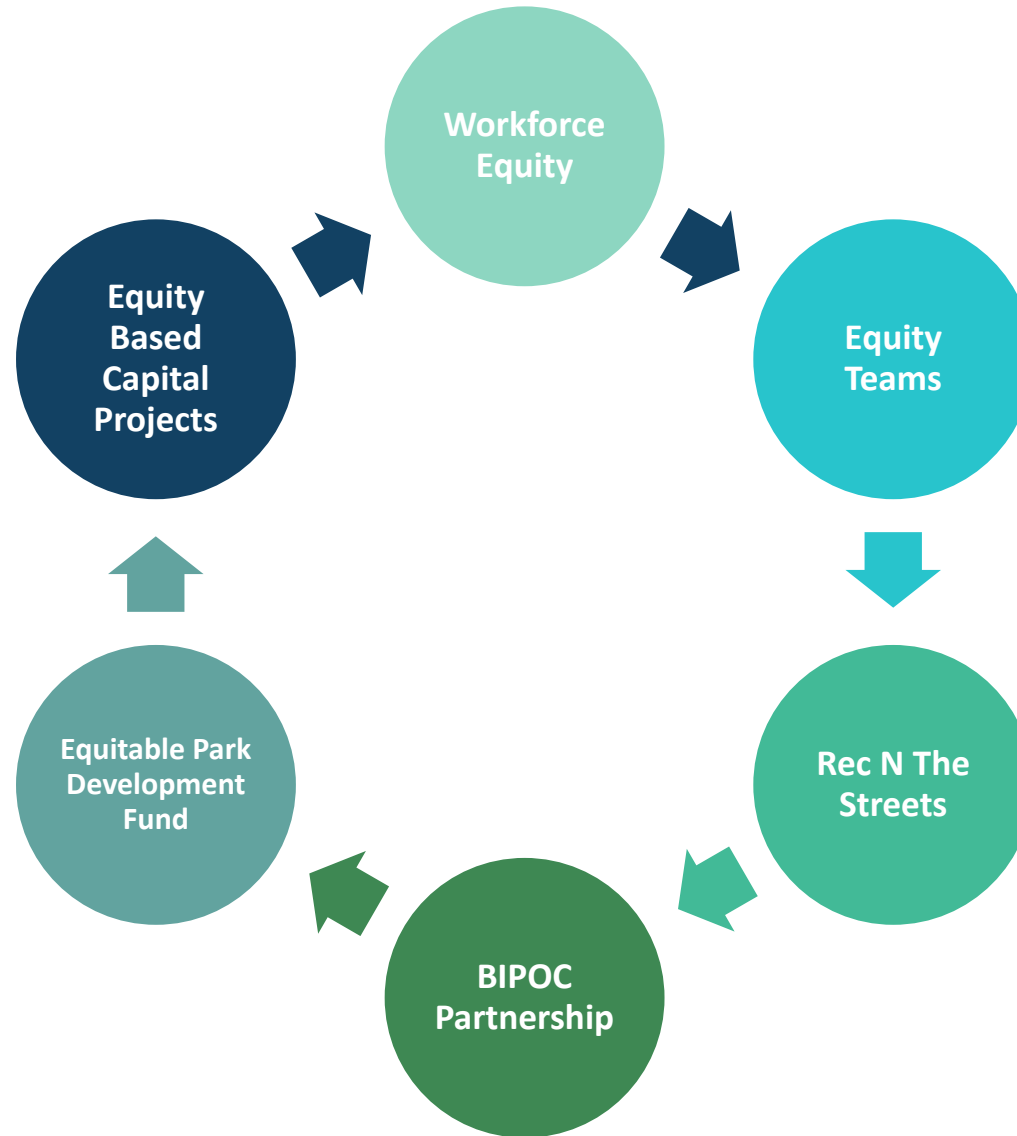 Workforce
Equity
Equity
Teams
Rec N The
Streets
BIPOC
Partnership
Equitable Park
Development
Fund
Equity
Based
Capital
Projects